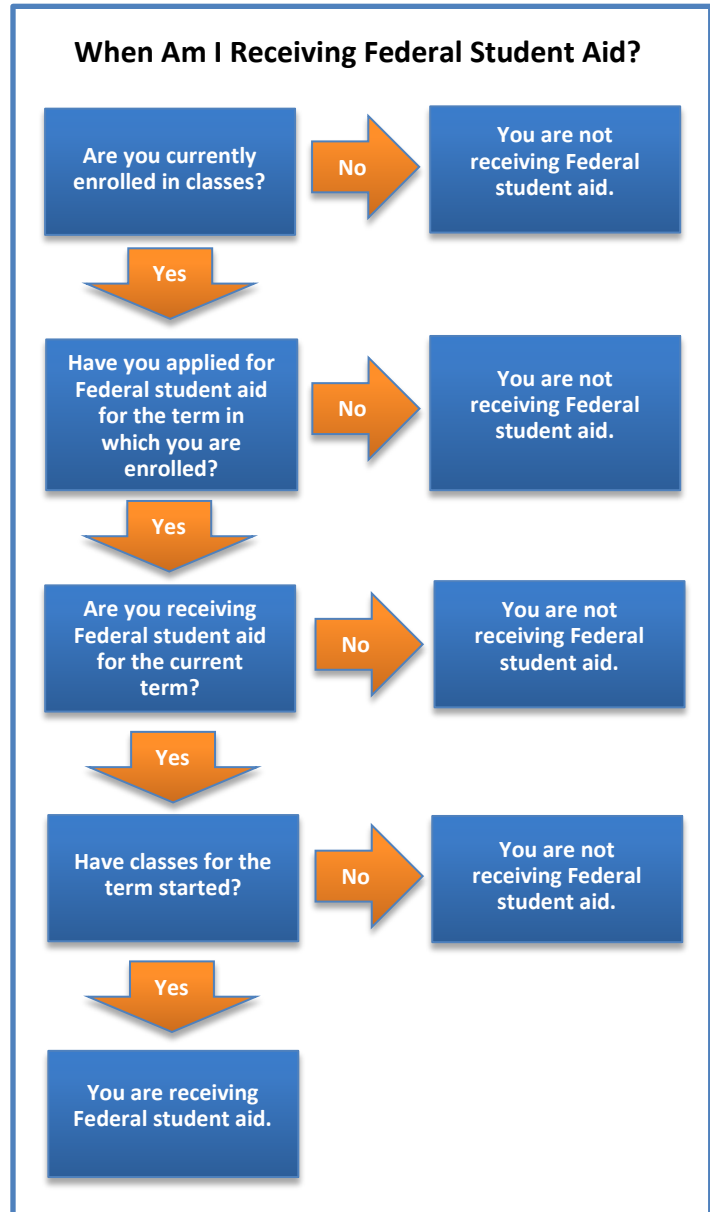 When Am I Receiving Federal Student Aid?
Are you currently
enrolled in classes?
No
You are not
receiving Federal
student aid.
Yes
Have you applied for
Federal student aid
for the term in
which you are
enrolled?
No
You are not
receiving Federal
student aid.
Yes
Are you receiving
Federal student aid
for the current
term?
No
You are not
receiving Federal
student aid.
Yes
Have classes for the
term started?
No
You are not
receiving Federal
student aid.
Yes
You are receiving
Federal student aid.